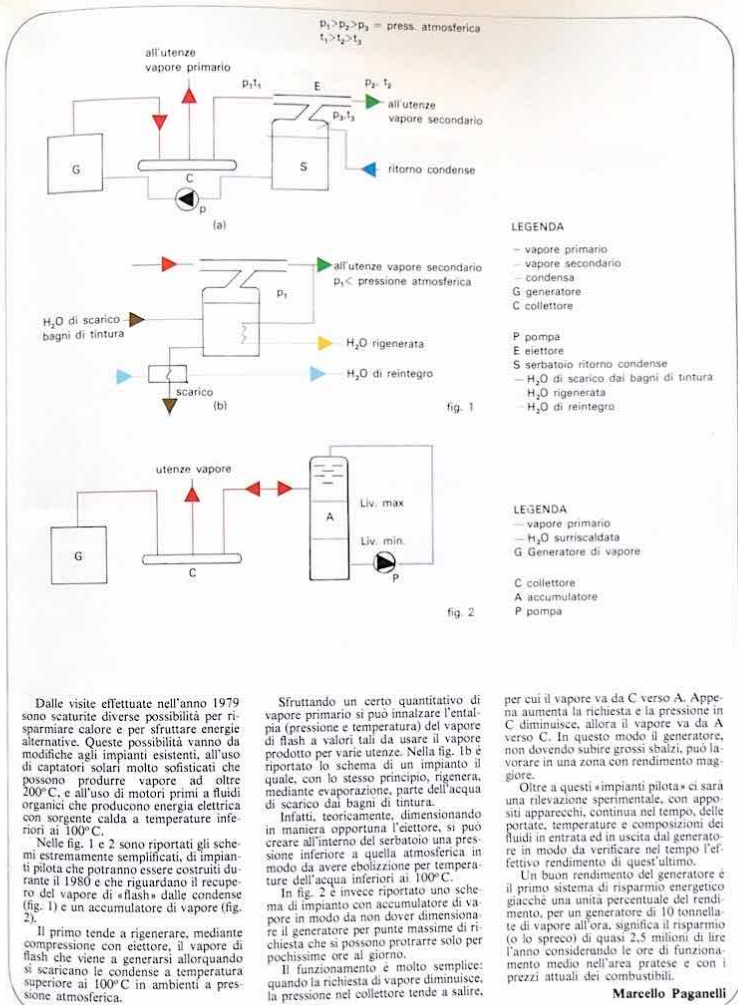 p₁>p₂>p₃ = press. atmosferica
t₁>t₂>t₃
all'utenze
vapore primario
p₁t₁
E
p₂, t₂
all'utenze
vapore secondario
p₃,t₃
G
C
S
ritorno condense
p
(a)
all'utenze vapore secondario
p₁< pressione atmosferica
p₁
H₂O di scarico
bagni di tintura
H₂O rigenerata
H₂O di reintegro
scarico
(b)
fig. 1
LEGENDA
– vapore primario
– vapore secondario
– condensa
G generatore
C collettore
P pompa
E eiettore
S serbatoio ritorno condense
– H₂O di scarico dai bagni di tintura
H₂O rigenerata
– H₂O di reintegro
utenze vapore
Liv. max
A
Liv. min.
G
C
P
fig. 2
LEGENDA
– vapore primario
– H₂O surriscaldata
G Generatore di vapore
C collettore
A accumulatore
P pompa
Dalle visite effettuate nell'anno 1979
sono scaturite diverse possibilità per ri-
sparmiare calore e per sfruttare energie
alternative. Queste possibilità vanno da
modifiche agli impianti esistenti, all'uso
di captatori solari molto sofisticati che
possono produrre vapore ad oltre
200°C, e all'uso di motori primi a fluidi
organici che producono energia elettrica
con sorgente calda a temperature infe-
riori ai 100°C.
Nelle fig. 1 e 2 sono riportati gli sche-
mi estremamente semplificati, di impian-
ti pilota che potranno essere costruiti du-
rante il 1980 e che riguardano il recupe-
ro del vapore di «flash» dalle condense
(fig. 1) e un accumulatore di vapore (fig.
2).
Il primo tende a rigenerare, mediante
compressione con eiettore, il vapore di
flash che viene a generarsi allorquando
si scaricano le condense a temperatura
superiore ai 100°C in ambienti a pres-
sione atmosferica.
Sfruttando un certo quantitativo di
vapore primario si può innalzare l'ental-
pia (pressione e temperatura) del vapore
di flash a valori tali da usare il vapore
prodotto per varie utenze. Nella fig. 1b è
riportato lo schema di un impianto il
quale, con lo stesso principio, rigenera,
mediante evaporazione, parte dell'acqua
di scarico dai bagni di tintura.
Infatti, teoricamente, dimensionando
in maniera opportuna l'eiettore, si può
creare all'interno del serbatoio una pres-
sione inferiore a quella atmosferica in
modo da avere ebolizzione per tempera-
ture dell'acqua inferiori ai 100°C.
In fig. 2 è invece riportato uno sche-
ma di impianto con accumulatore di va-
pore in modo da non dover dimensiona-
re il generatore per punte massime di ri-
chiesta che si possono protrarre solo per
pochissime ore al giorno.
Il funzionamento è molto semplice:
quando la richiesta di vapore diminuisce,
la pressione nel collettore tende a salire,
per cui il vapore va da C verso A. Appe-
na aumenta la richiesta e la pressione in
C diminuisce, allora il vapore va da A
verso C. In questo modo il generatore,
non dovendo subire grossi sbalzi, può la-
vorare in una zona con rendimento mag-
giore.
Oltre a questi «impianti pilota» ci sarà
una rilevazione sperimentale, con appo-
siti apparecchi, continua nel tempo, delle
portate, temperature e composizioni dei
fluidi in entrata ed in uscita dal generato-
re in modo da verificare nel tempo l'ef-
fettivo rendimento di quest'ultimo.
Un buon rendimento del generatore è
il primo sistema di risparmio energetico
giacchè una unità percentuale del rendi-
mento, per un generatore di 10 tonnella-
te di vapore all'ora, significa il risparmio
(o lo spreco) di quasi 2,5 milioni di lire
l'anno considerando le ore di funziona-
mento medio nell'area pratese e con i
prezzi attuali dei combustibili.
Marcello Paganelli